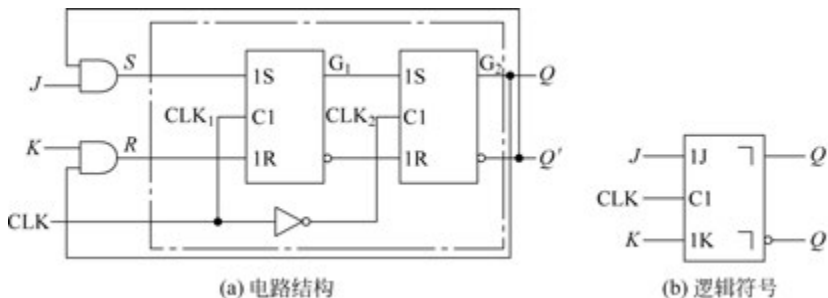 J
S
1S
G₁
1S
G₂
Q
CLK₁
C1
CLK₂
C1
K
R
1R
1R
Q'
CLK
J
1J
Q
CLK
C1
K
1K
Q
(a) 电路结构
(b) 逻辑符号